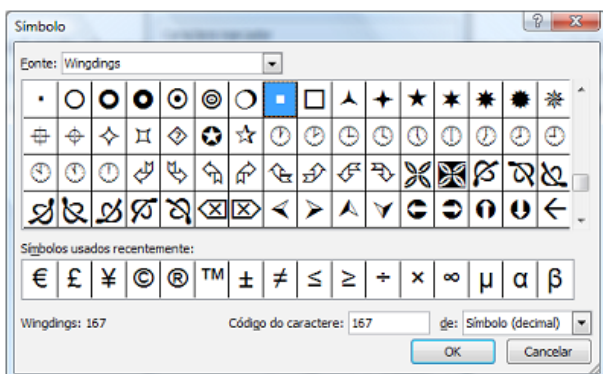 Símbolo
Fonte: Wingdings
Símbolos usados recentemente:
€ £ ¥ © ® ™ ± ≠ ≤ ≥ ÷ × ∞ µ α β
Wingdings: 167 Código do caractere: 167 de: Símbolo (decimal)
OK Cancelar